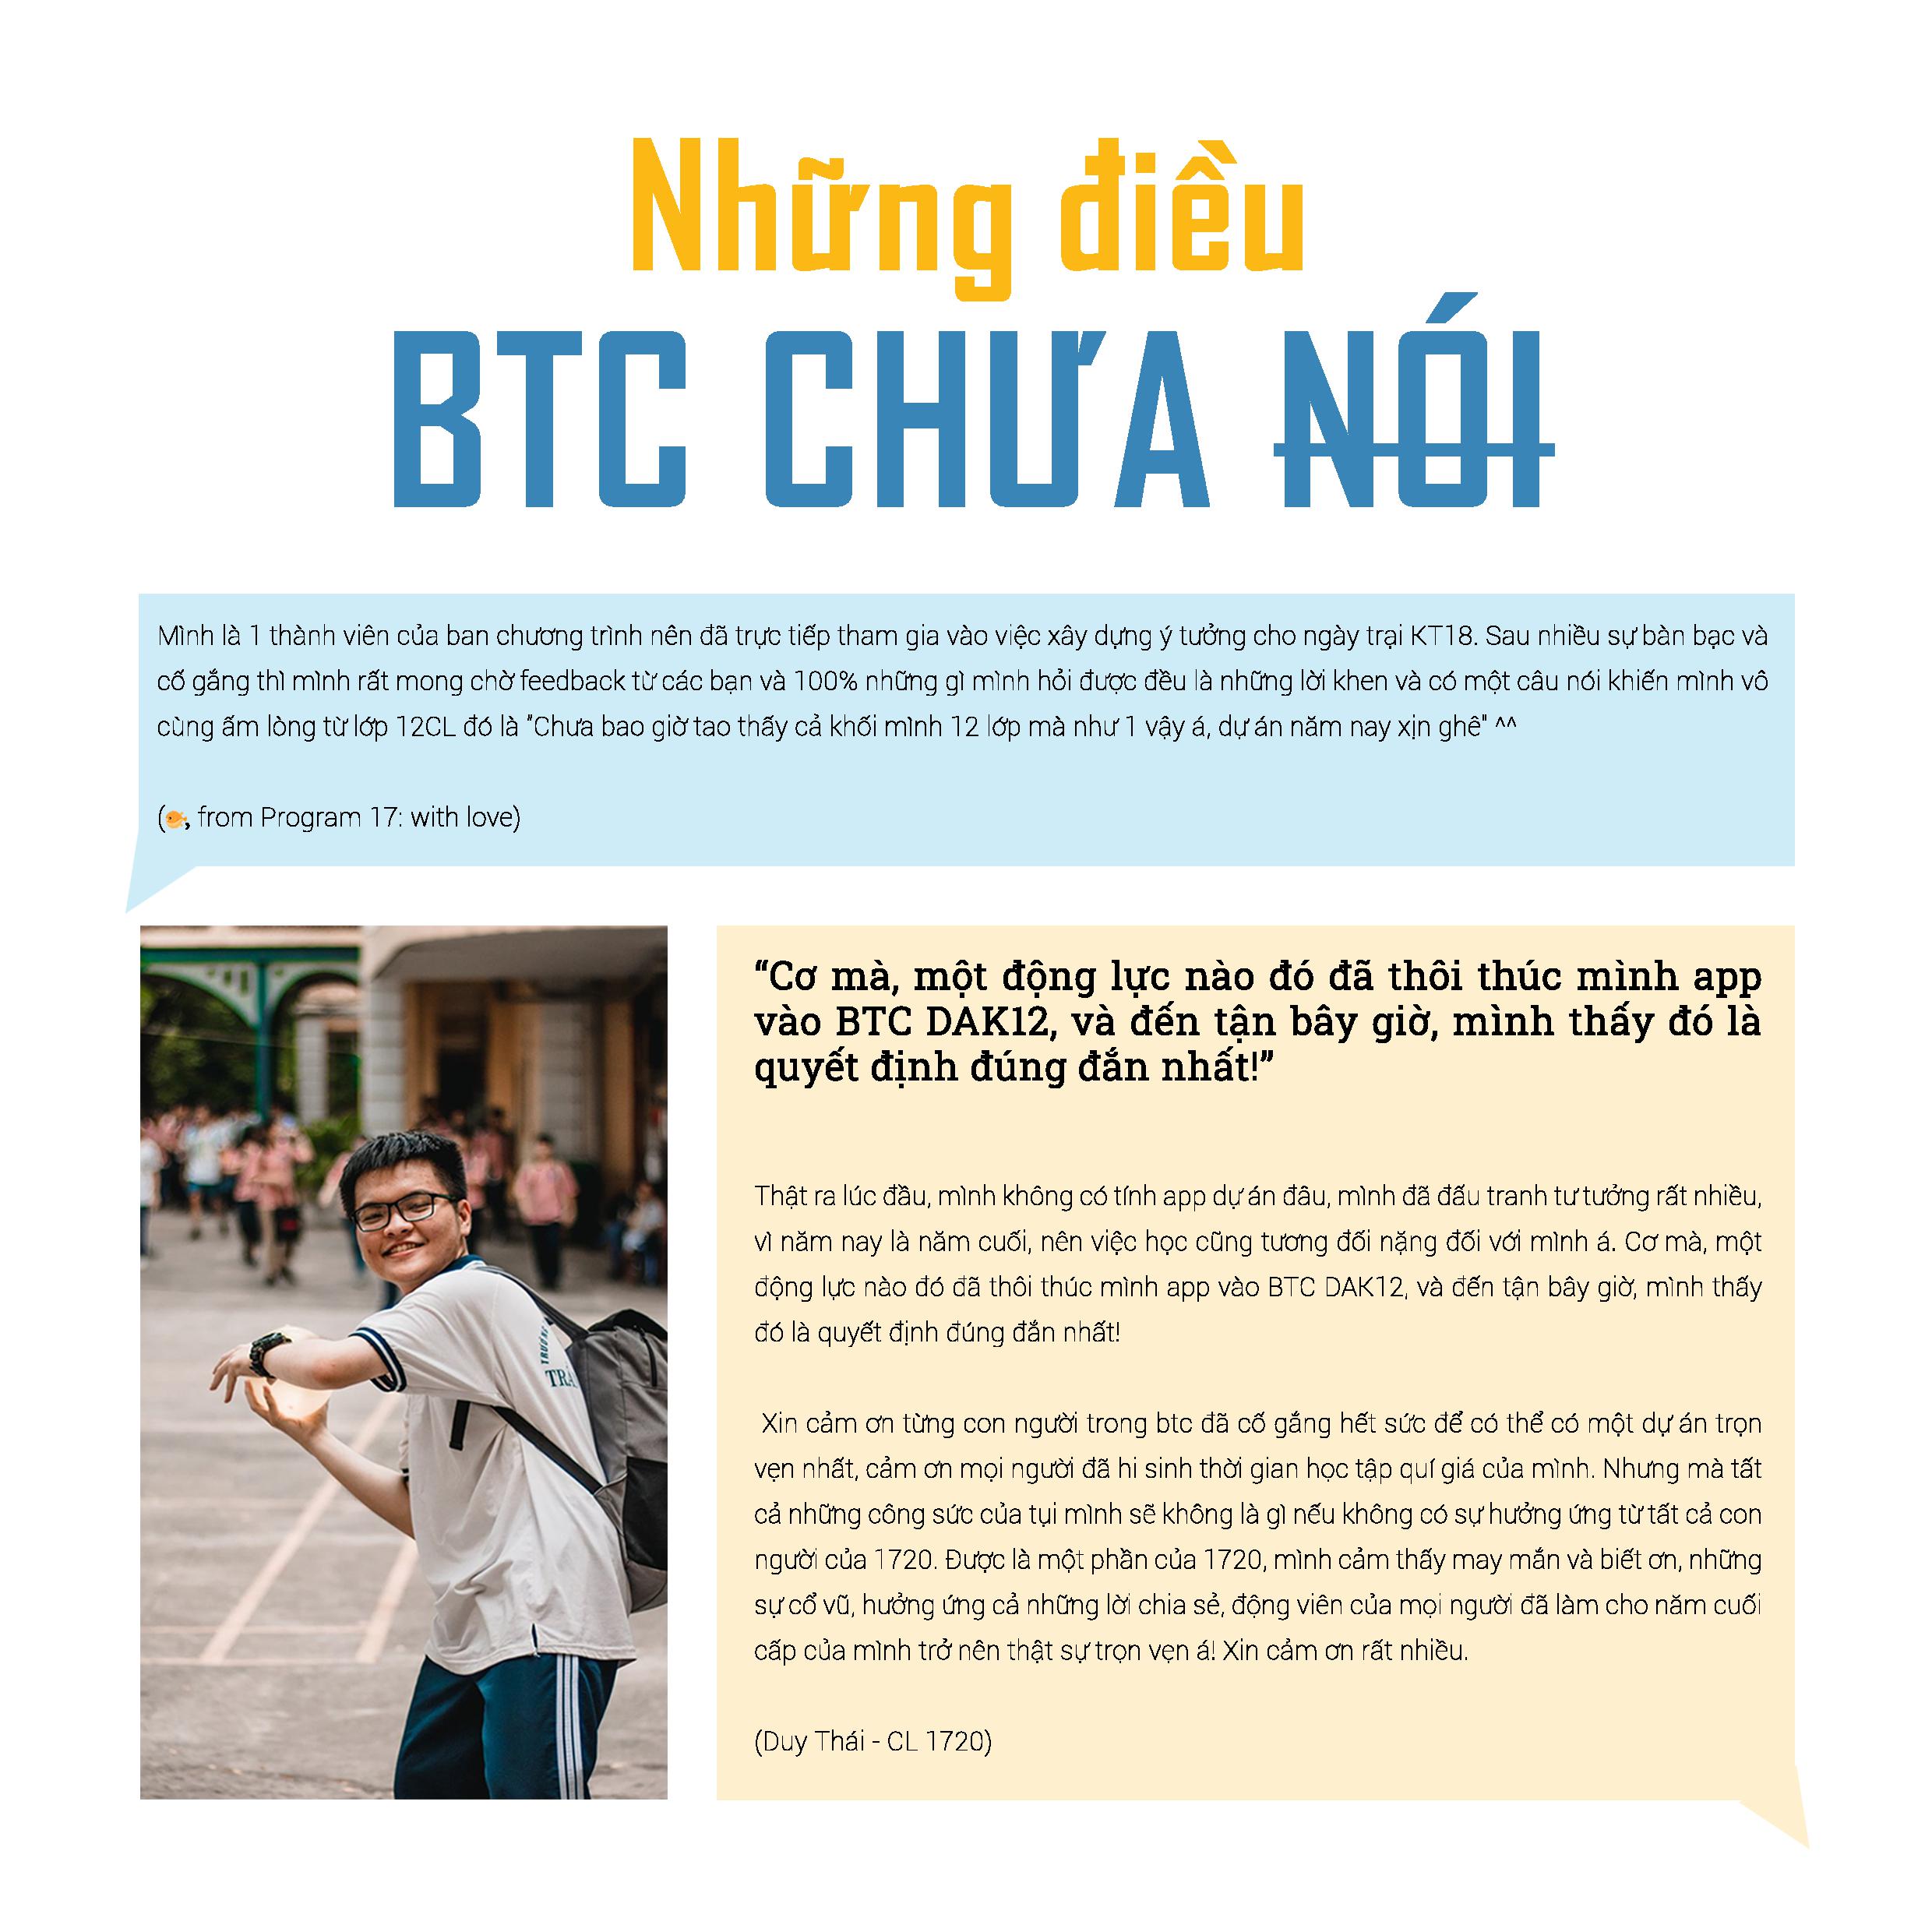 Những điều
BTC CHƯA NÓI
Mình là 1 thành viên của ban chương trình nên đã trực tiếp tham gia vào việc xây dựng ý tưởng cho ngày trại KT18. Sau nhiều sự bàn bạc và
cố gắng thì mình rất mong chờ feedback từ các bạn và 100% những gì mình hỏi được đều là những lời khen và có một câu nói khiến mình vô
cùng ấm lòng từ lớp 12CL đó là "Chưa bao giờ tao thấy cả khối mình 12 lớp mà như 1 vậy á, dự án năm nay xịn ghê" ^^
(🐡, from Program 17: with love)
“Cơ mà, một động lực nào đó đã thôi thúc mình app
vào BTC DAK12, và đến tận bây giờ, mình thấy đó là
quyết định đúng đắn nhất!”
Thật ra lúc đầu, mình không có tính app dự án đâu, mình đã đấu tranh tư tưởng rất nhiều,
vì năm nay là năm cuối, nên việc học cũng tương đối nặng đối với mình á. Cơ mà, một
động lực nào đó đã thôi thúc mình app vào BTC DAK12, và đến tận bây giờ, mình thấy
đó là quyết định đúng đắn nhất!
Xin cảm ơn từng con người trong btc đã cố gắng hết sức để có thể có một dự án trọn
vẹn nhất, cảm ơn mọi người đã hi sinh thời gian học tập quí giá của mình. Nhưng mà tất
cả những công sức của tụi mình sẽ không là gì nếu không có sự hưởng ứng từ tất cả con
người của 1720. Được là một phần của 1720, mình cảm thấy may mắn và biết ơn, những
sự cổ vũ, hưởng ứng cả những lời chia sẻ, động viên của mọi người đã làm cho năm cuối
cấp của mình trở nên thật sự trọn vẹn á! Xin cảm ơn rất nhiều.
(Duy Thái - CL 1720)